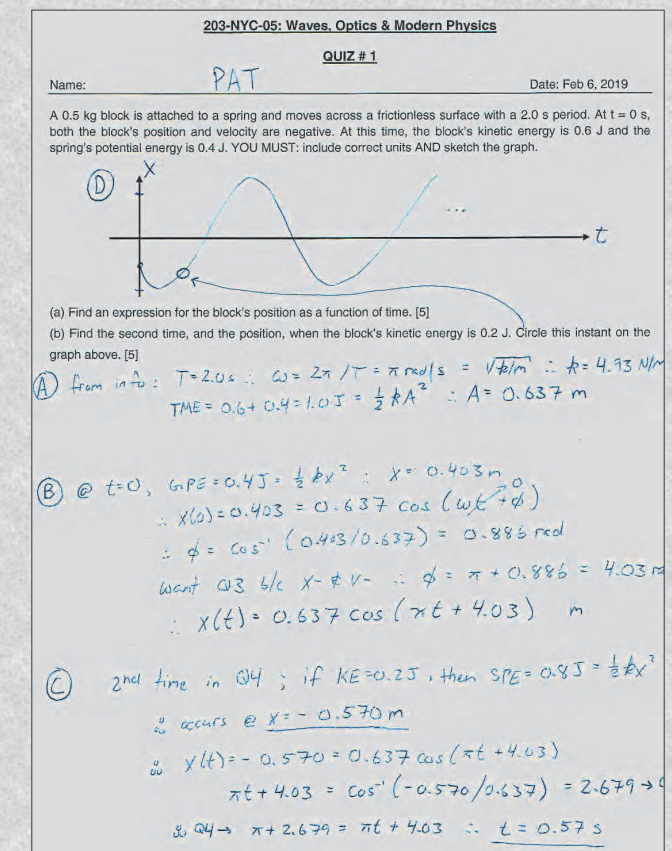 203-NYC-05: Waves, Optics & Modern Physics
QUIZ # 1
Name: PAT Date: Feb 6, 2019
A 0.5 kg block is attached to a spring and moves across a frictionless surface with a 2.0 s period. At t = 0 s,
both the block's position and velocity are negative. At this time, the block's kinetic energy is 0.6 J and the
spring's potential energy is 0.4 J. YOU MUST: include correct units AND sketch the graph.
D
X
...
t
(a) Find an expression for the block's position as a function of time. [5]
(b) Find the second time, and the position, when the block's kinetic energy is 0.2 J. Circle this instant on the
graph above. [5]
A from info: T=2.0s ∴ ω = 2π/T = π rad/s = √k/m ∴ k = 4.93 N/m
TME = 0.6 + 0.4 = 1.0 J = ½ kA² ∴ A = 0.637 m
B @ t=0, GPE = 0.4J = ½ kx² ∴ X = 0.403m
∴ X(0) = 0.403 = 0.637 cos (ωt + φ) 0
∴ φ = cos⁻¹ (0.403/0.637) = 0.886 rad
want Q3 b/c X- & V- ∴ φ = π + 0.886 = 4.03 ra
∴ X(t) = 0.637 cos (πt + 4.03) m
C 2nd time in Q4 ; if KE=0.2J, then SPE = 0.8J = ½ kx²
∴ occurs @ x = - 0.570 m
∴ X(t) = - 0.570 = 0.637 cos (πt + 4.03)
πt + 4.03 = cos⁻¹ (-0.570/0.637) = 2.679 →
& Q4 → π + 2.679 = πt + 4.03 ∴ t = 0.57 s